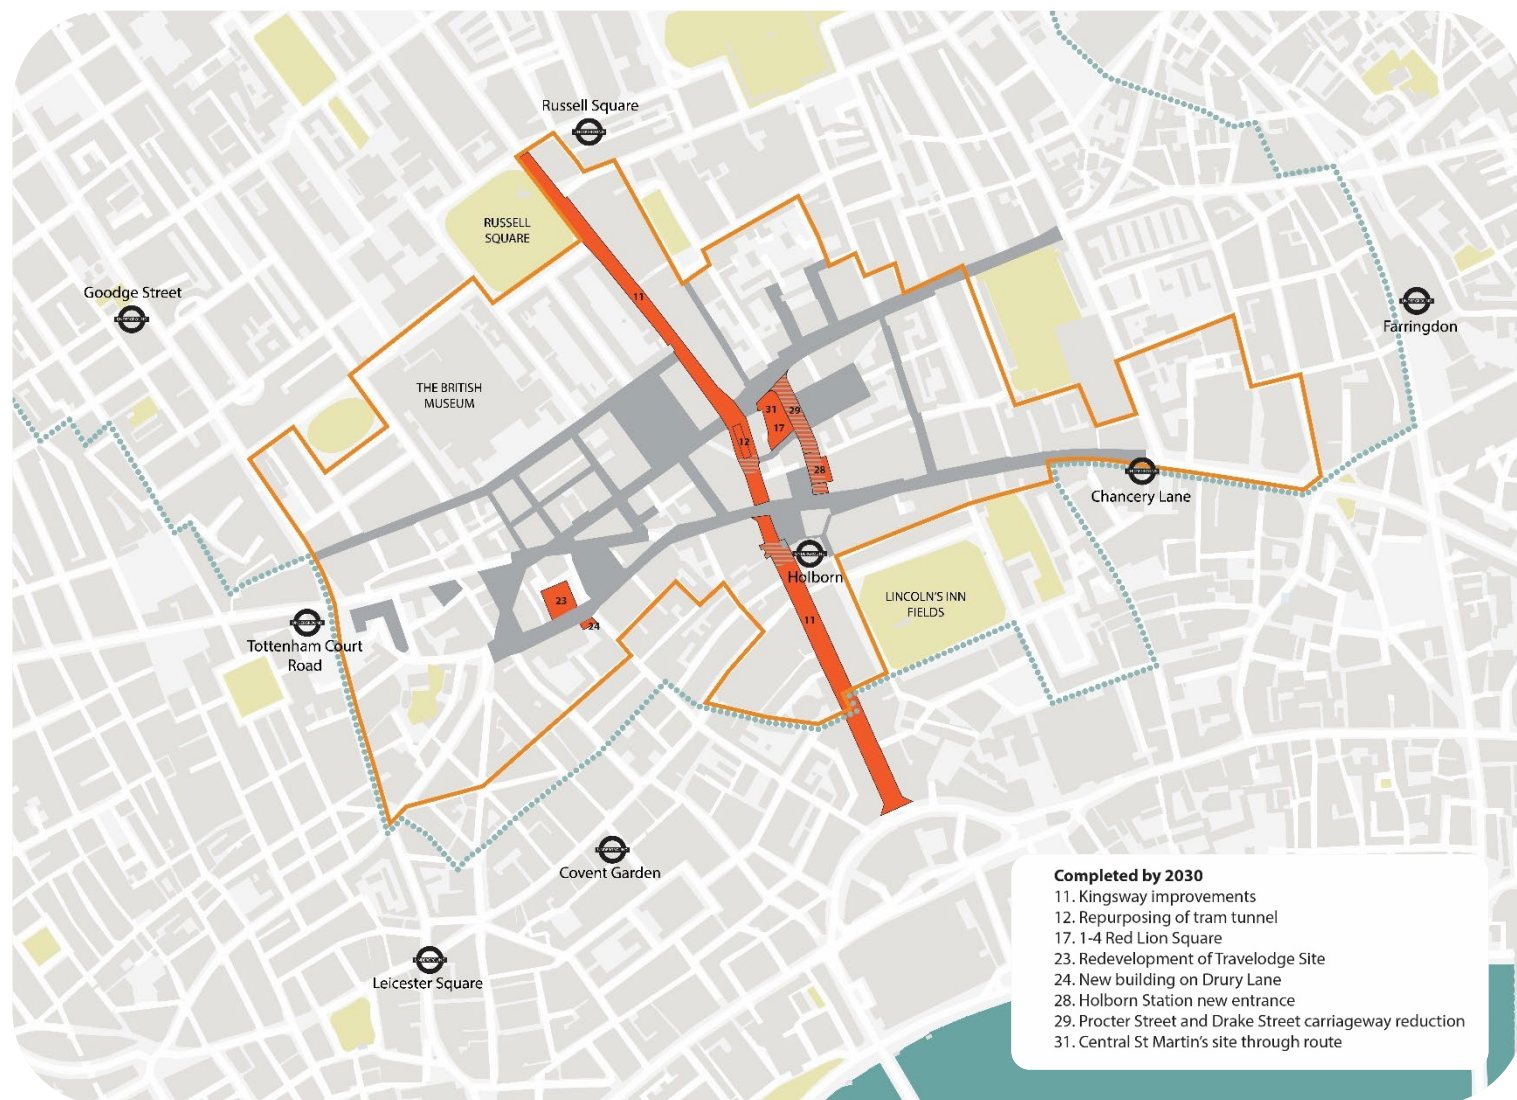 Russell Square
RUSSELL
SQUARE
Goodge Street
11
Farringdon
THE BRITISH
MUSEUM
31
29
17
12
28
Chancery Lane
Holborn
LINCOLN'S INN
FIELDS
23
24
11
Tottenham Court
Road
Covent Garden
Leicester Square
Completed by 2030
11. Kingsway improvements
12. Repurposing of tram tunnel
17. 1-4 Red Lion Square
23. Redevelopment of Travelodge Site
24. New building on Drury Lane
28. Holborn Station new entrance
29. Procter Street and Drake Street carriageway reduction
31. Central St Martin's site through route